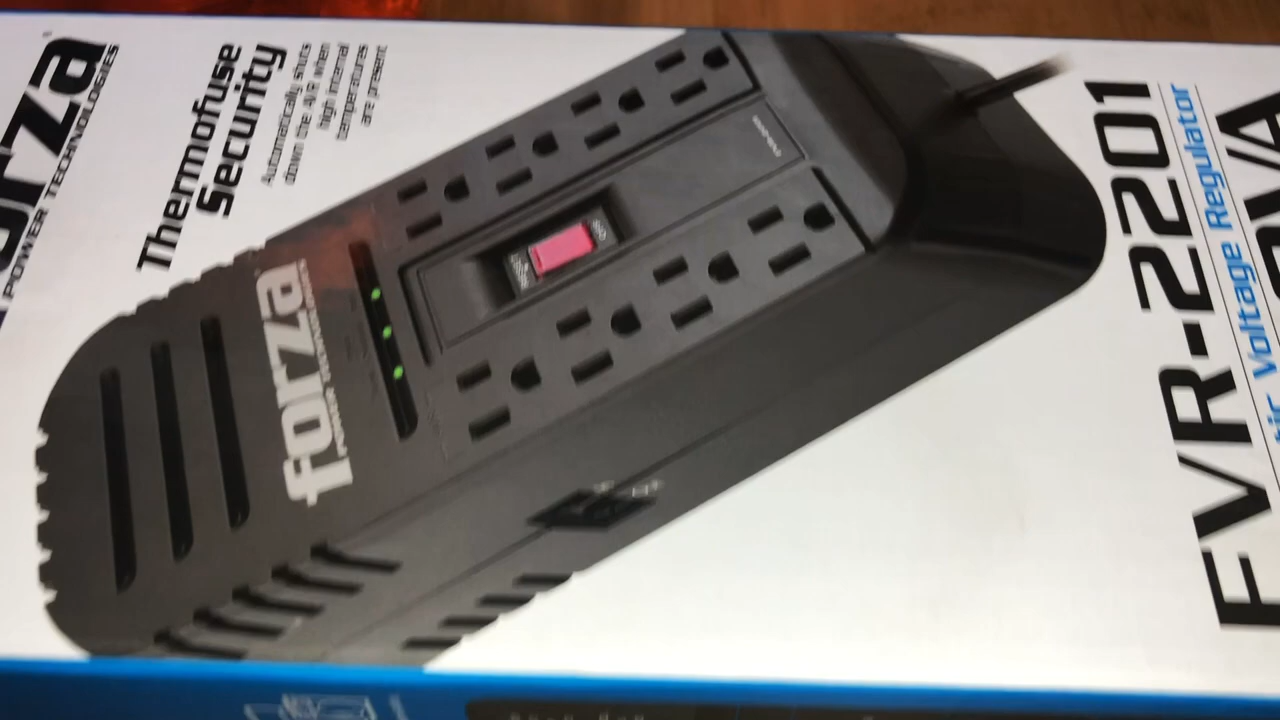 forza
POWER TECHNOLOGIES
Thermofuse
Security
Automatically shuts
down the AVR when
high internal
temperatures
are present
forza
FVR-2201
Voltage Regulator